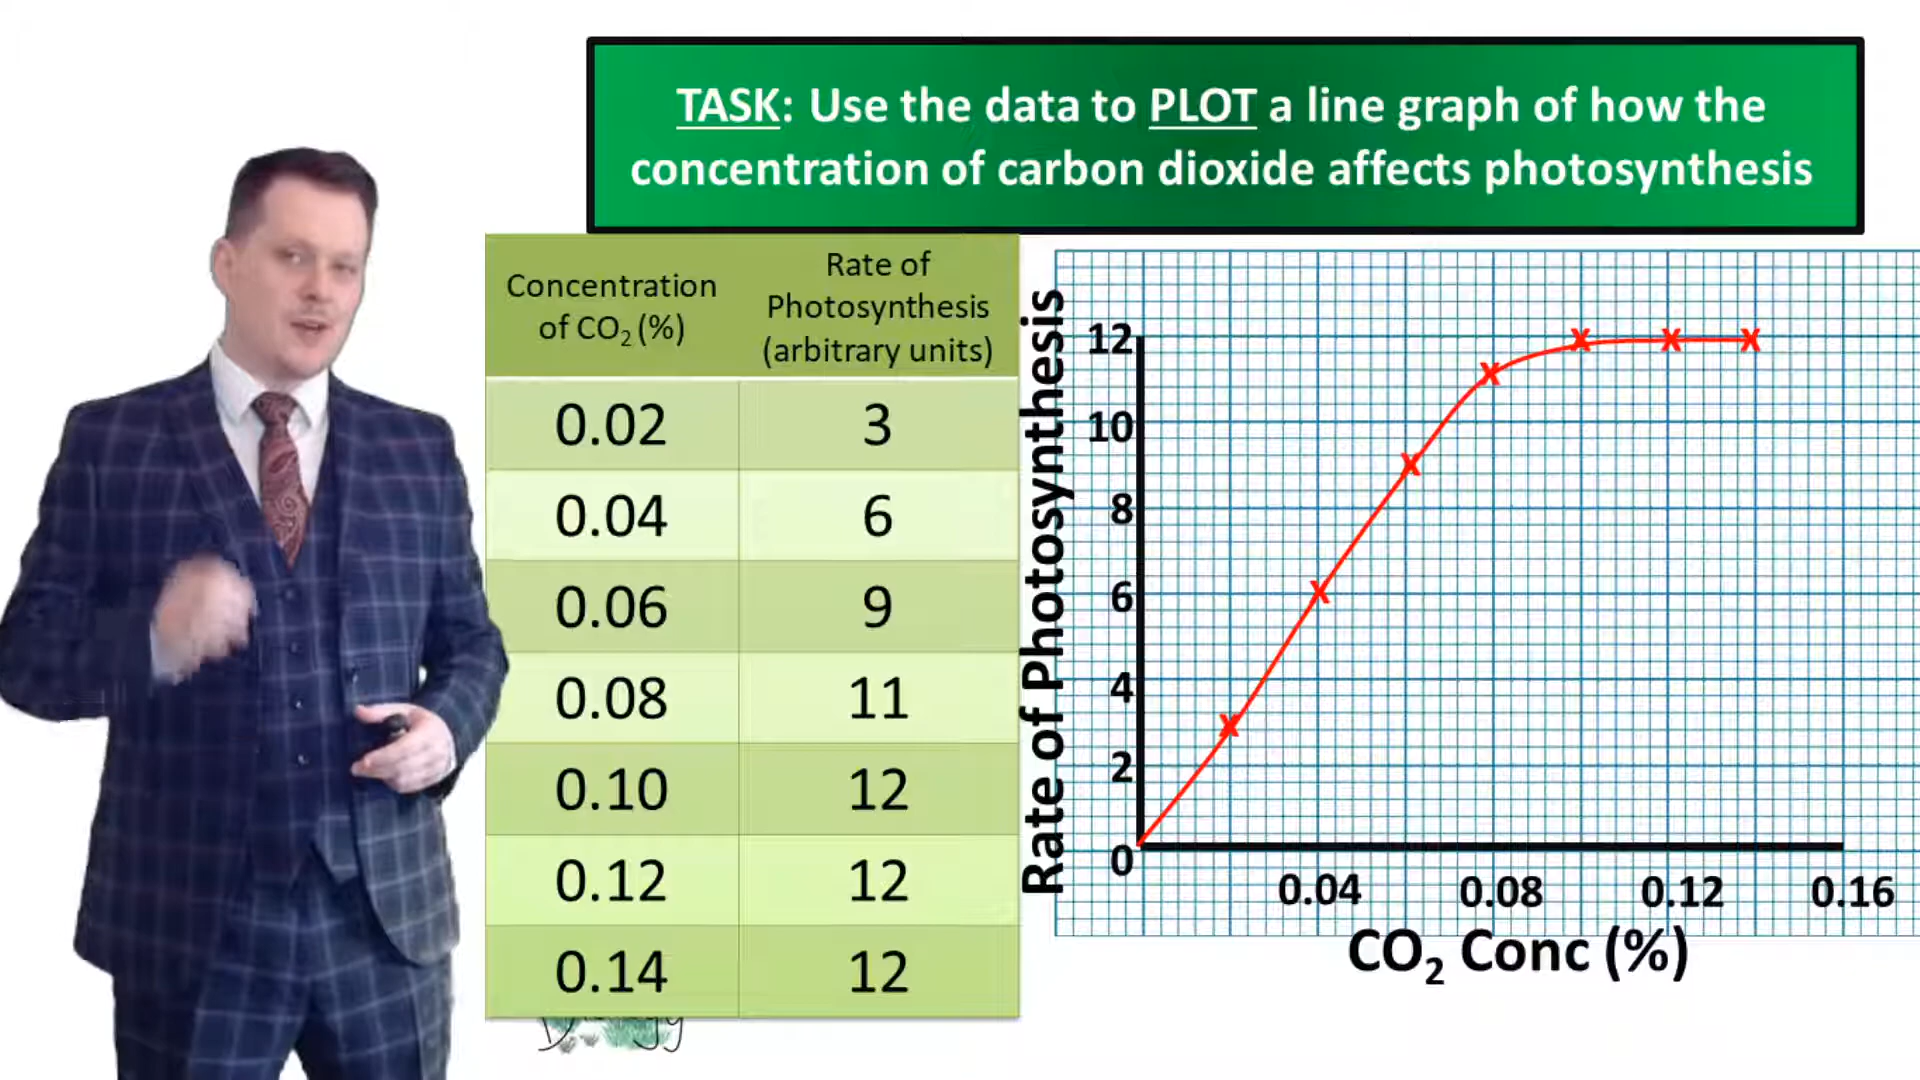 TASK: Use the data to PLOT a line graph of how the
concentration of carbon dioxide affects photosynthesis
Concentration
of CO₂ (%)
Rate of
Photosynthesis
(arbitrary units)
0.02 3
0.04 6
0.06 9
0.08 11
0.10 12
0.12 12
0.14 12
Rate of Photosynthesis
12
10
8
6
4
2
0
0.04 0.08 0.12 0.16
CO₂ Conc (%)